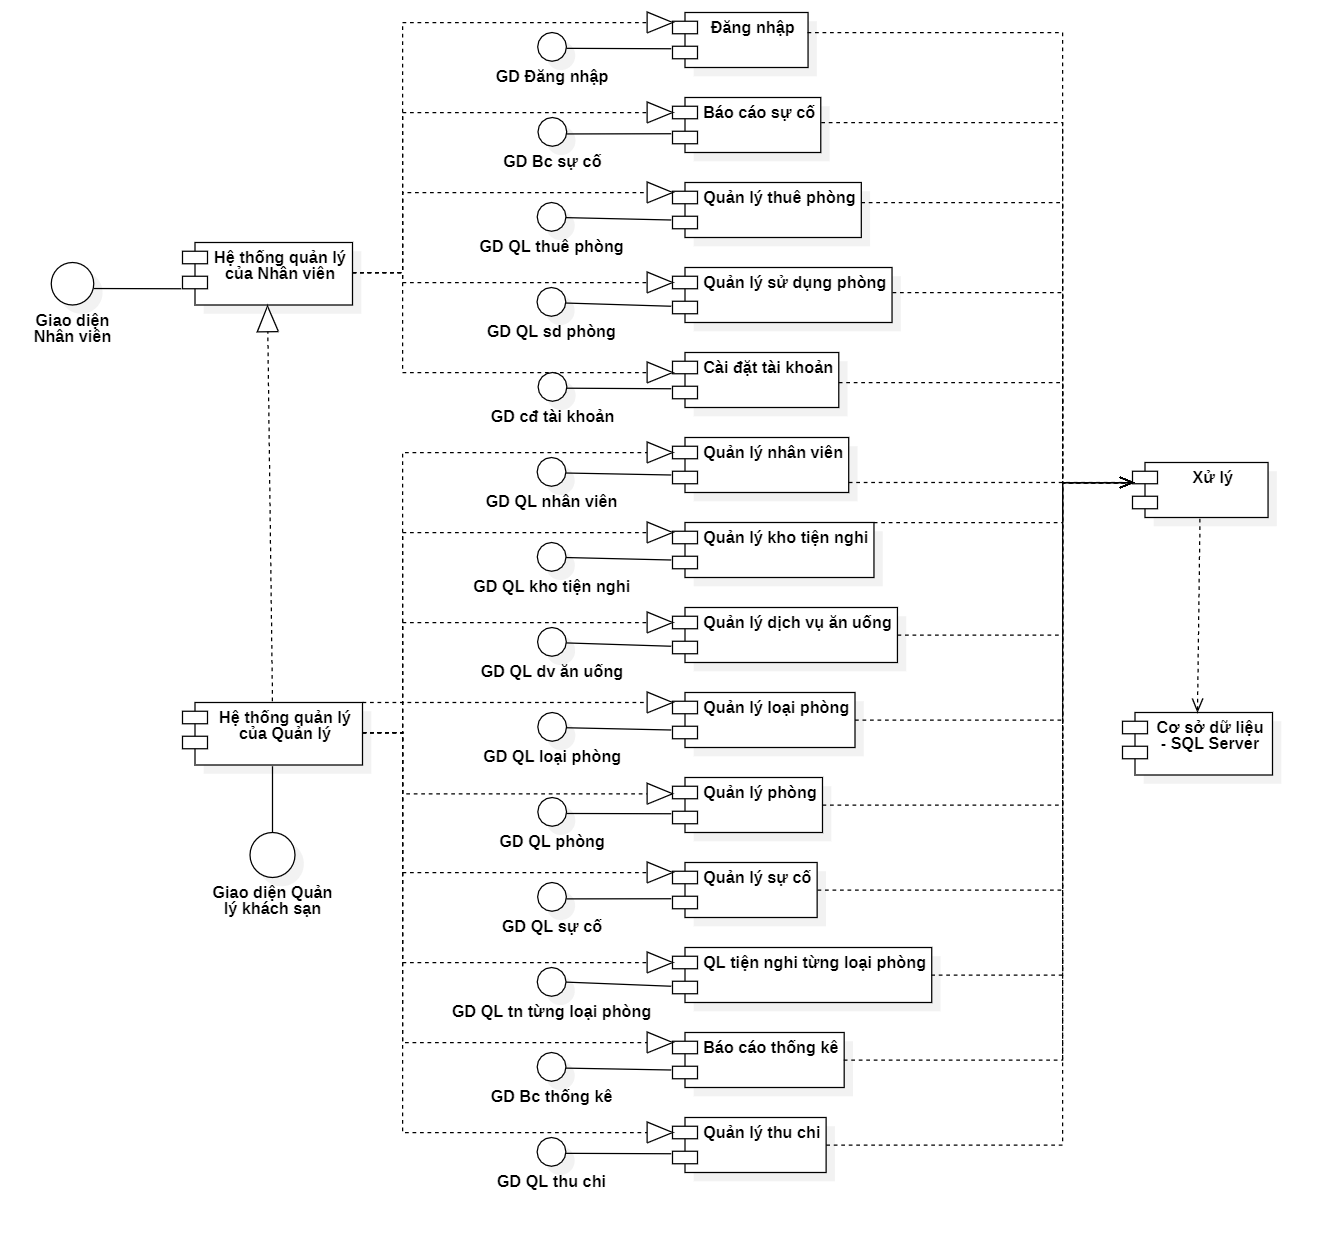 Đăng nhập
GD Đăng nhập
Báo cáo sự cố
GD Bc sự cố
Quản lý thuê phòng
GD QL thuê phòng
Hệ thống quản lý
của Nhân viên
Giao diện
Nhân viên
Quản lý sử dụng phòng
GD QL sd phòng
Cài đặt tài khoản
GD cđ tài khoản
Quản lý nhân viên
GD QL nhân viên
Xử lý
Quản lý kho tiện nghi
GD QL kho tiện nghi
Quản lý dịch vụ ăn uống
GD QL dv ăn uống
Quản lý loại phòng
GD QL loại phòng
Hệ thống quản lý
của Quản lý
Cơ sở dữ liệu
- SQL Server
Quản lý phòng
GD QL phòng
Giao diện Quản
lý khách sạn
Quản lý sự cố
GD QL sự cố
QL tiện nghi từng loại phòng
GD QL tn từng loại phòng
Báo cáo thống kê
GD Bc thống kê
Quản lý thu chi
GD QL thu chi